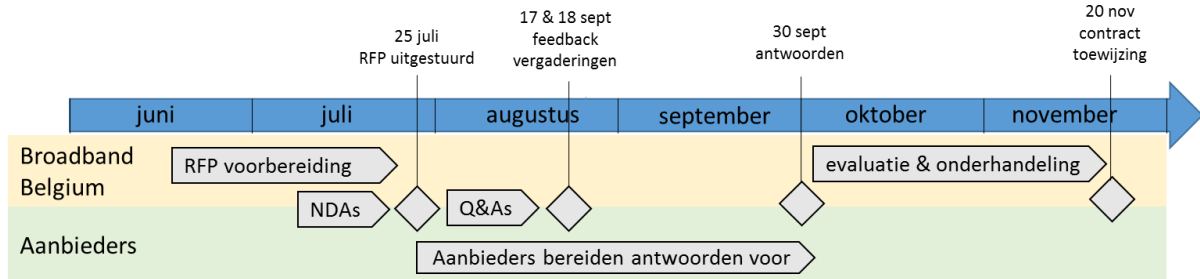 25 juli
RFP uitgestuurd
17 & 18 sept
feedback
vergaderingen
30 sept
antwoorden
20 nov
contract
toewijzing
juni
juli
augustus
september
oktober
november
Broadband
Belgium
RFP voorbereiding
evaluatie & onderhandeling
NDAs
Q&As
Aanbieders
Aanbieders bereiden antwoorden voor